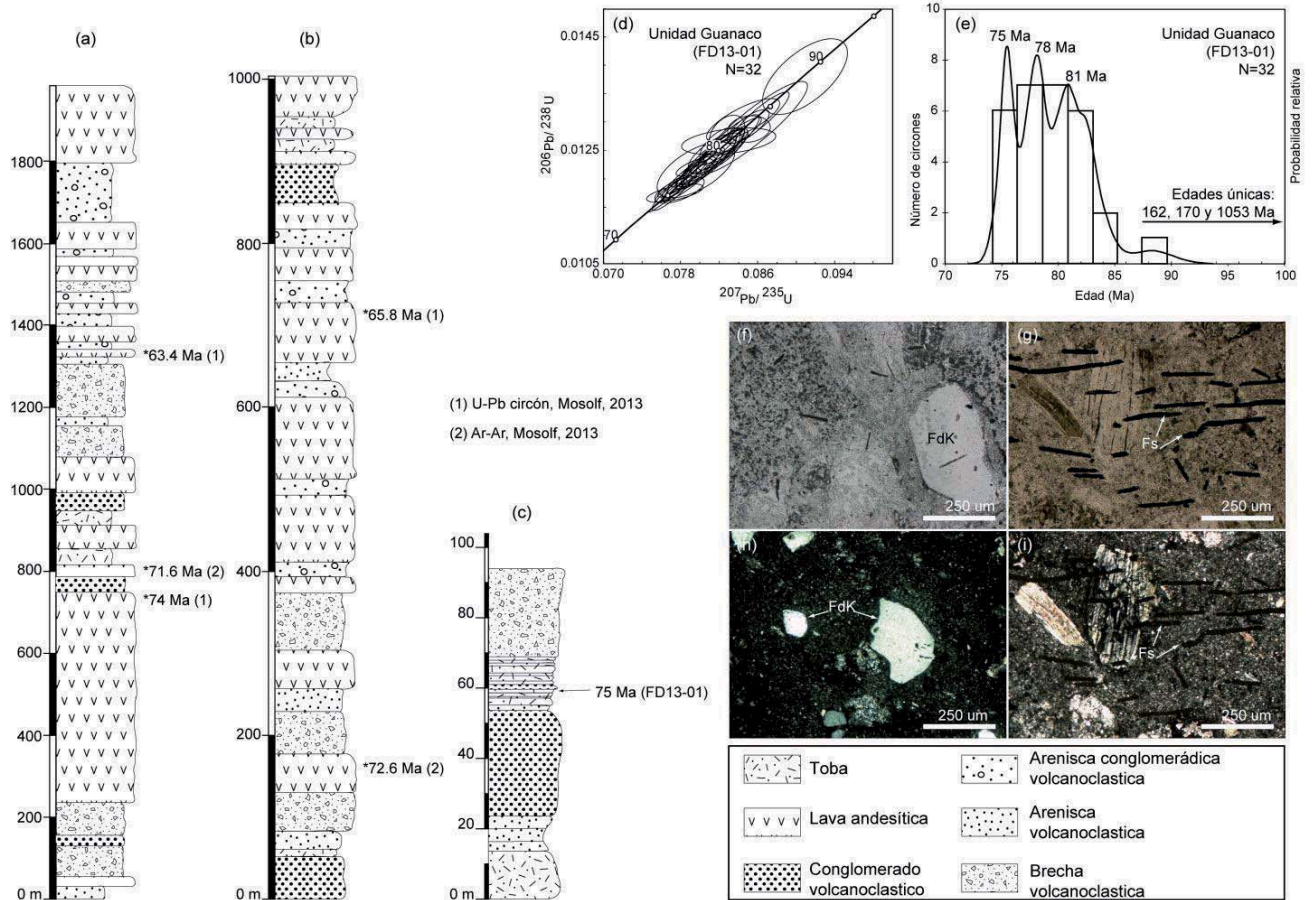 (a)
1800
1600
1400
1200
1000
800
600
400
200
0 m
*63.4 Ma (1)
*71.6 Ma (2)
*74 Ma (1)
(b)
1000
800
600
400
200
0 m
*65.8 Ma (1)
*72.6 Ma (2)
(1) U-Pb circón, Mosolf, 2013
(2) Ar-Ar, Mosolf, 2013
(c)
100
80
60
40
20
0 m
75 Ma (FD13-01)
(d)
Unidad Guanaco
(FD13-01)
N=32
0.0145
0.0125
0.0105
206Pb/ 238 U
90
80
70
0.070
0.078
0.086
0.094
207Pb/ 235 U
(e)
Unidad Guanaco
(FD13-01)
N=32
75 Ma
78 Ma
81 Ma
Edades únicas:
162, 170 y 1053 Ma
10
8
6
4
2
0
Número de circones
Probabilidad relativa
70
75
80
85
90
95
100
Edad (Ma)
(f)
FdK
250 um
(g)
Fs
250 um
(h)
FdK
250 um
(i)
Fs
250 um
Toba
Lava andesítica
Conglomerado
volcanoclastico
Arenisca conglomerádica
volcanoclastica
Arenisca
volcanoclastica
Brecha
volcanoclastica